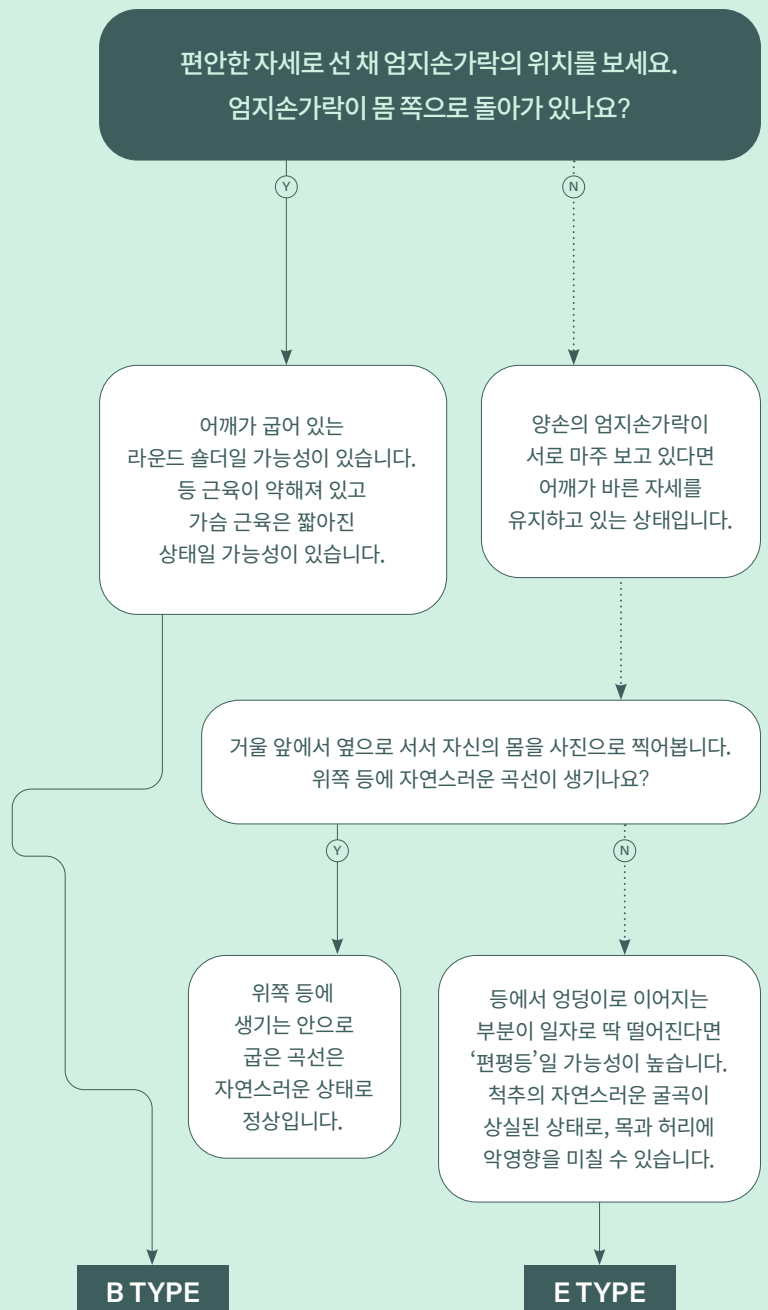 편안한 자세로 선 채 엄지손가락의 위치를 보세요.
엄지손가락이 몸 쪽으로 돌아가 있나요?
Y
N
어깨가 굽어 있는
라운드 숄더일 가능성이 있습니다.
등 근육이 약해져 있고
가슴 근육은 짧아진
상태일 가능성이 있습니다.
양손의 엄지손가락이
서로 마주 보고 있다면
어깨가 바른 자세를
유지하고 있는 상태입니다.
거울 앞에서 옆으로 서서 자신의 몸을 사진으로 찍어봅니다.
위쪽 등에 자연스러운 곡선이 생기나요?
Y
N
위쪽 등에
생기는 안으로
굽은 곡선은
자연스러운 상태로
정상입니다.
등에서 엉덩이로 이어지는
부분이 일자로 딱 떨어진다면
‘편평등’일 가능성이 높습니다.
척추의 자연스러운 굴곡이
상실된 상태로, 목과 허리에
악영향을 미칠 수 있습니다.
B TYPE
E TYPE